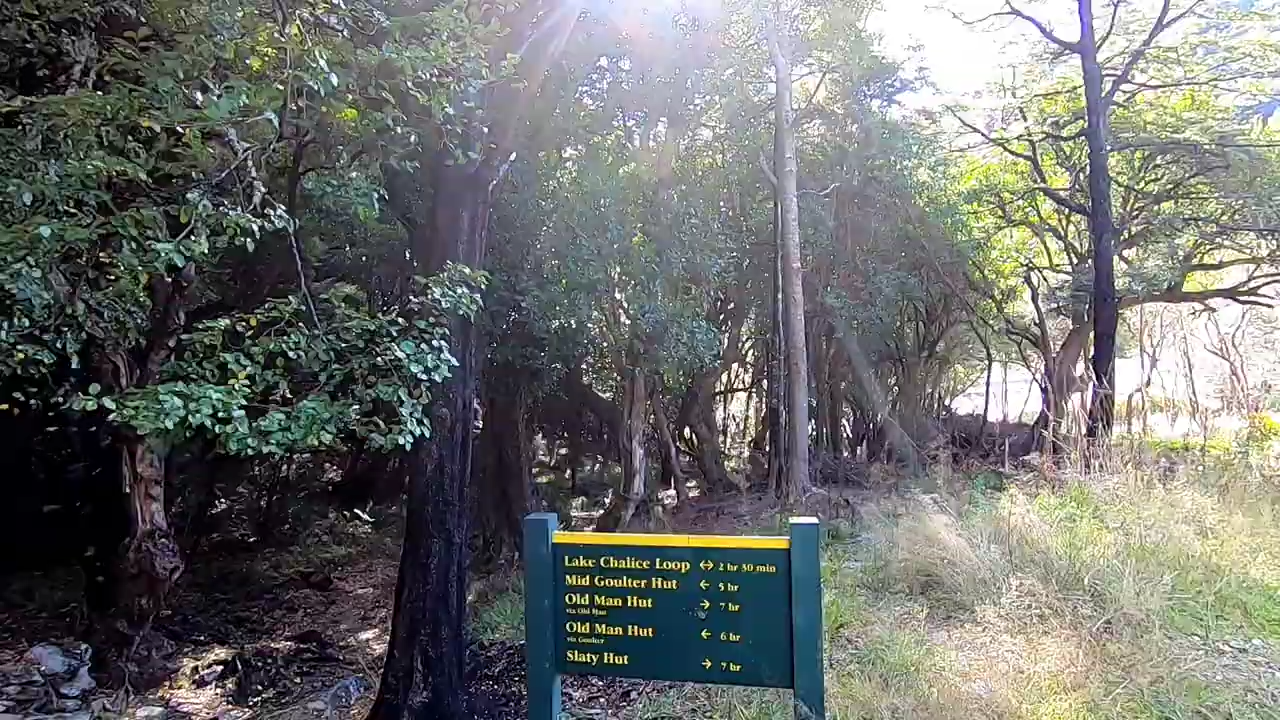 Lake Chalice Loop ↔ 2 hr 30 min
Mid Goulter Hut ← 5 hr
Old Man Hut → 7 hr
via Old Man
Old Man Hut ← 6 hr
via Goulter
Slaty Hut → 7 hr